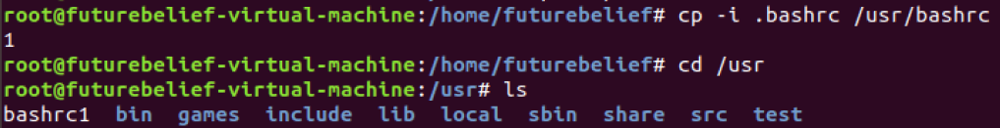 root@futurebelief-virtual-machine:/home/futurebelief# cp -i .bashrc /usr/bashrc
1
root@futurebelief-virtual-machine:/home/futurebelief# cd /usr
root@futurebelief-virtual-machine:/usr# ls
bashrc1  bin  games  include  lib  local  sbin  share  src  test